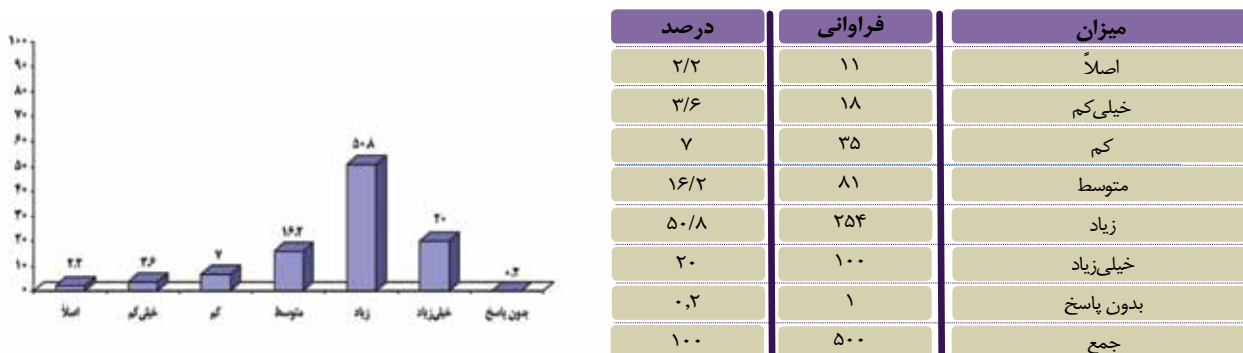 میزان فراوانی درصد
اصلاً ۱۱ ۲/۲
خیلی‌کم ۱۸ ۳/۶
کم ۳۵ ۷
متوسط ۸۱ ۱۶/۲
زیاد ۲۵۴ ۵۰/۸
خیلی‌زیاد ۱۰۰ ۲۰
بدون پاسخ ۱ ۰,۲
جمع ۵۰۰ ۱۰۰
۱۰۰
۹۰
۸۰
۷۰
۶۰
۵۰
۴۰
۳۰
۲۰
۱۰
۰
۲.۲
۳.۶
۷
۱۶.۲
۵۰.۸
۲۰
۰.۲
اصلاً خیلی‌کم کم متوسط زیاد خیلی‌زیاد بدون پاسخ